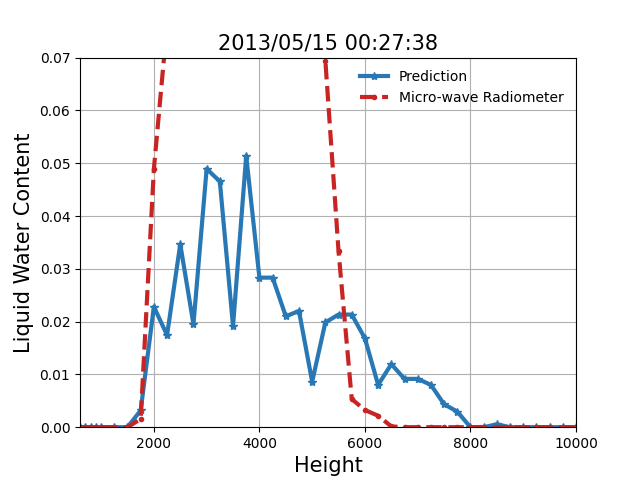 2013/05/15 00:27:38
0.07
0.06
0.05
0.04
0.03
0.02
0.01
0.00
Liquid Water Content
Prediction
Micro-wave Radiometer
2000 4000 6000 8000 10000
Height